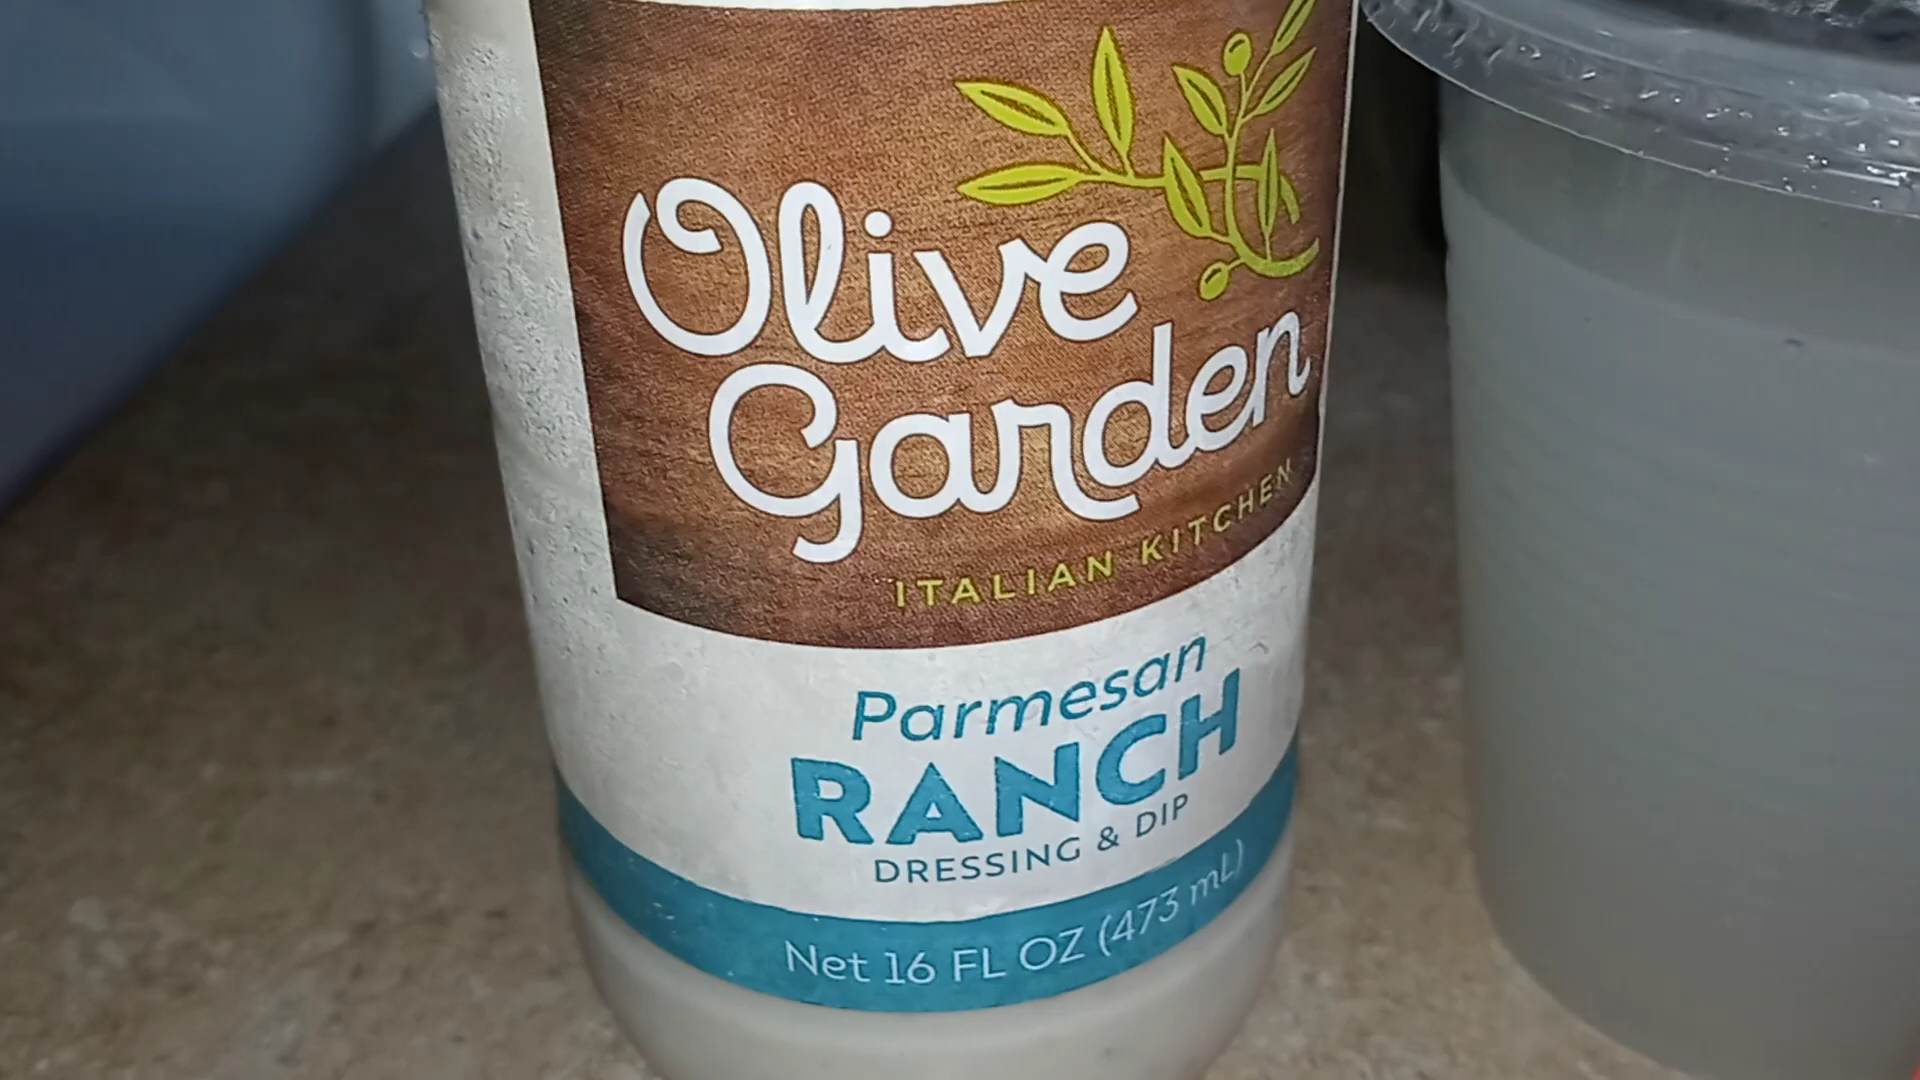 Olive
Garden
ITALIAN KITCHEN
Parmesan
RANCH
DRESSING & DIP
Net 16 FL OZ (473 mL)